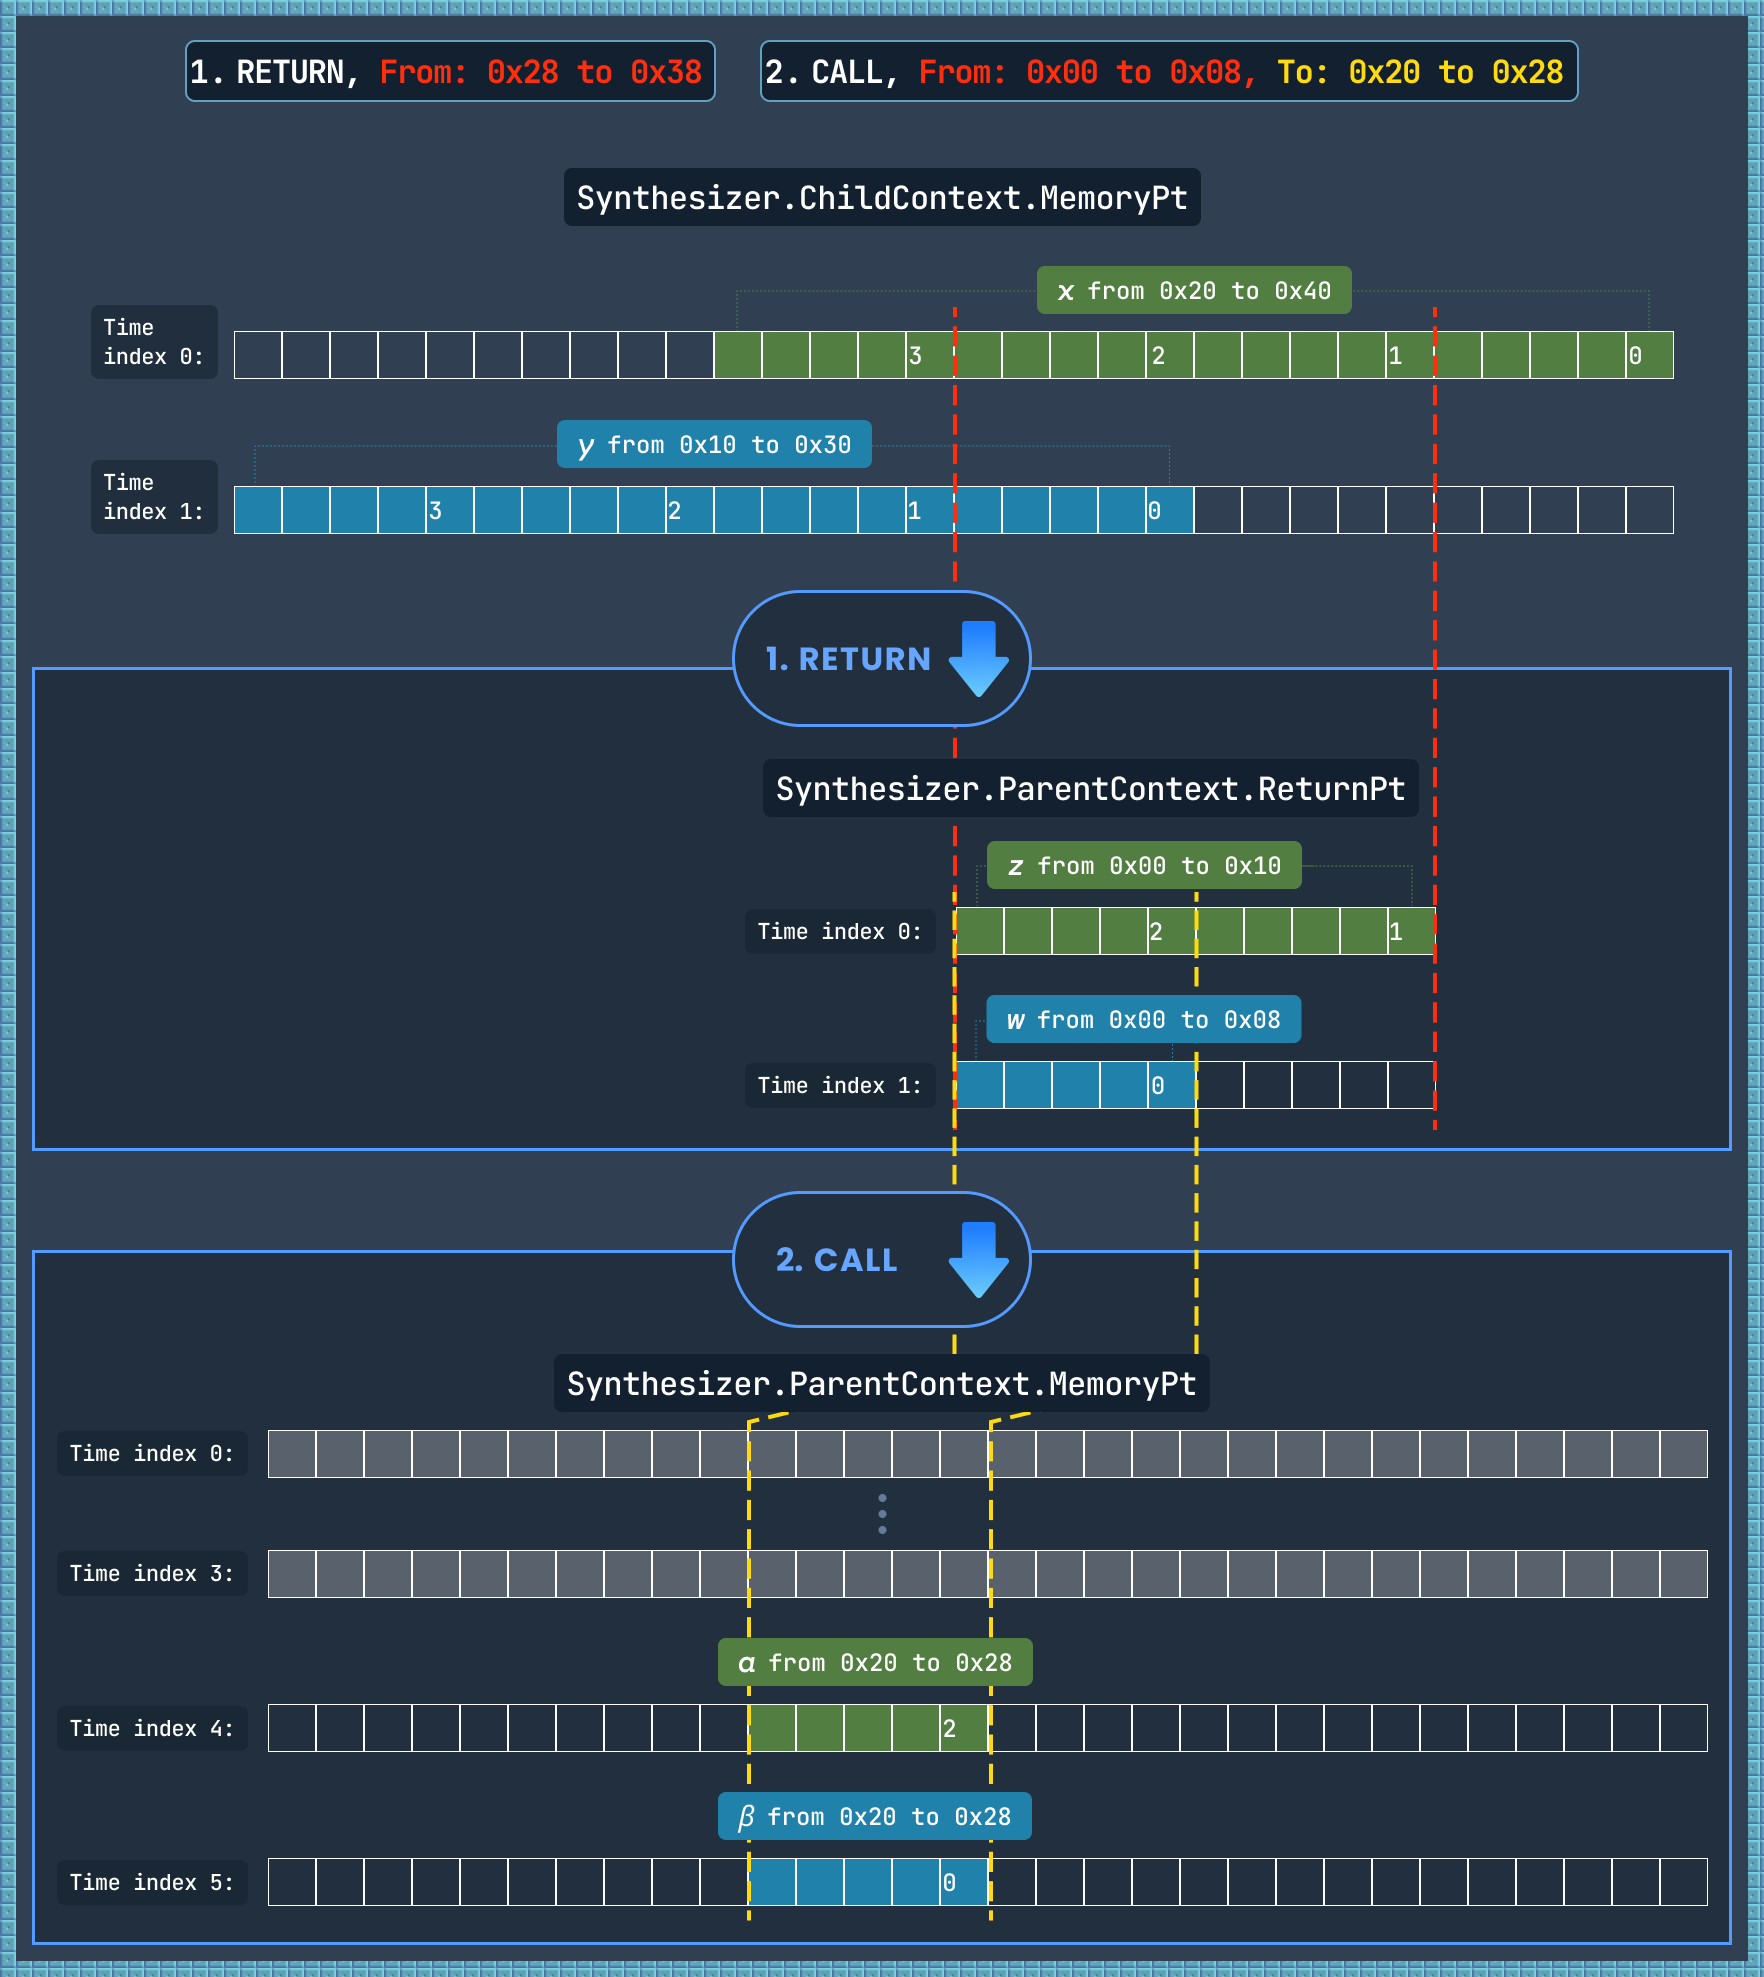 1. RETURN, From: 0x28 to 0x38
2. CALL, From: 0x00 to 0x08, To: 0x20 to 0x28
Synthesizer.ChildContext.MemoryPt
x from 0x20 to 0x40
Time
index 0:
3 2 1 0
y from 0x10 to 0x30
Time
index 1:
3 2 1 0
1. RETURN
Synthesizer.ParentContext.ReturnPt
z from 0x00 to 0x10
Time index 0:
2 1
w from 0x00 to 0x08
Time index 1:
0
2. CALL
Synthesizer.ParentContext.MemoryPt
Time index 0:
Time index 3:
α from 0x20 to 0x28
Time index 4:
2
β from 0x20 to 0x28
Time index 5:
0